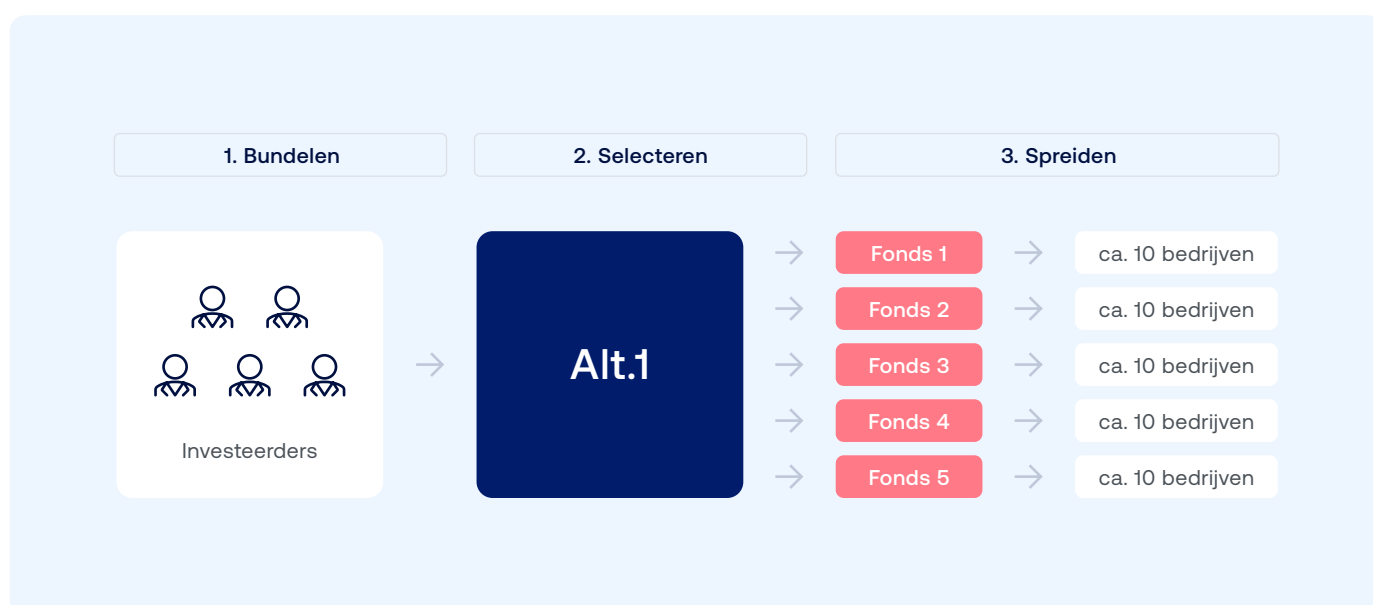 1. Bundelen
2. Selecteren
3. Spreiden
Investeerders
Alt.1
Fonds 1
ca. 10 bedrijven
Fonds 2
ca. 10 bedrijven
Fonds 3
ca. 10 bedrijven
Fonds 4
ca. 10 bedrijven
Fonds 5
ca. 10 bedrijven